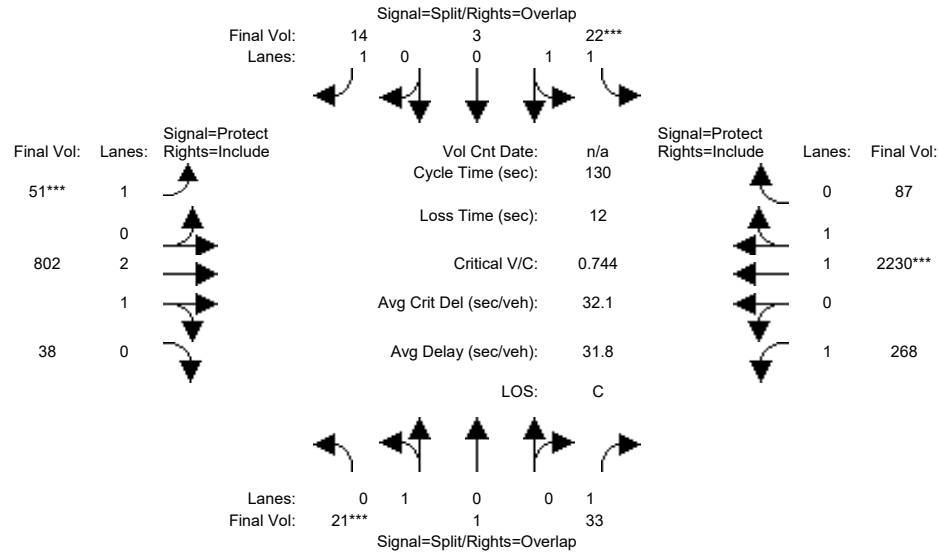 Signal=Split/Rights=Overlap
Final Vol: 14 3 22***
Lanes: 1 0 0 1 1
Signal=Protect Signal=Protect
Final Vol: Lanes: Rights=Include Vol Cnt Date: n/a Rights=Include Lanes: Final Vol:
Cycle Time (sec): 130
51*** 1 0 87
Loss Time (sec): 12
0 1
802 2 Critical V/C: 0.744 1 2230***
1 Avg Crit Del (sec/veh): 32.1 0
38 0 Avg Delay (sec/veh): 31.8 1 268
LOS: C
Lanes: 0 1 0 0 1
Final Vol: 21*** 1 33
Signal=Split/Rights=Overlap